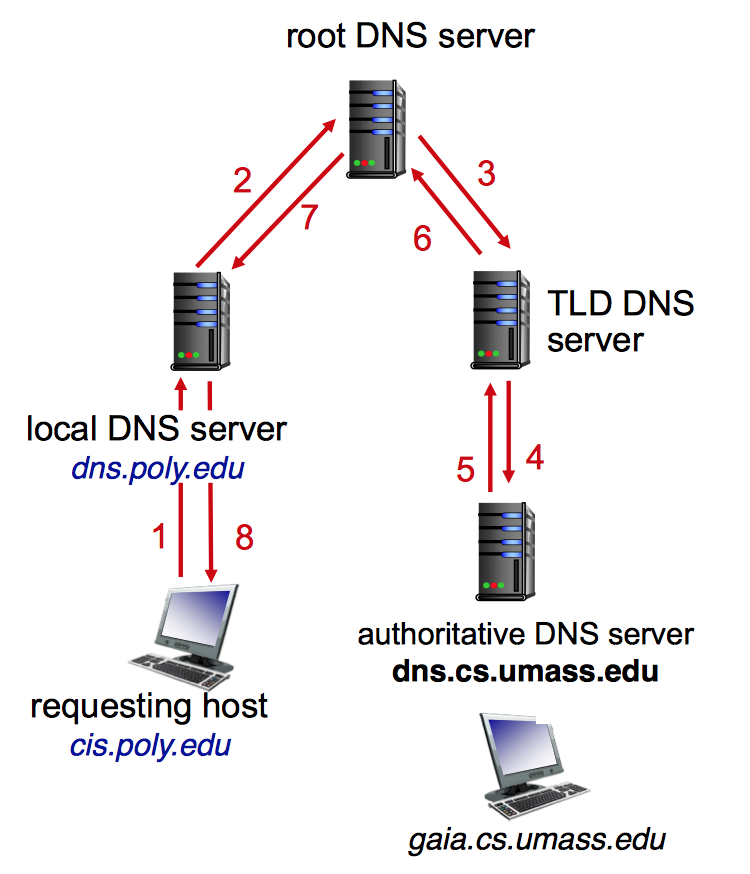 root DNS server
2
3
7
6
TLD DNS
server
local DNS server
dns.poly.edu
5
4
1
8
authoritative DNS server
dns.cs.umass.edu
requesting host
cis.poly.edu
gaia.cs.umass.edu